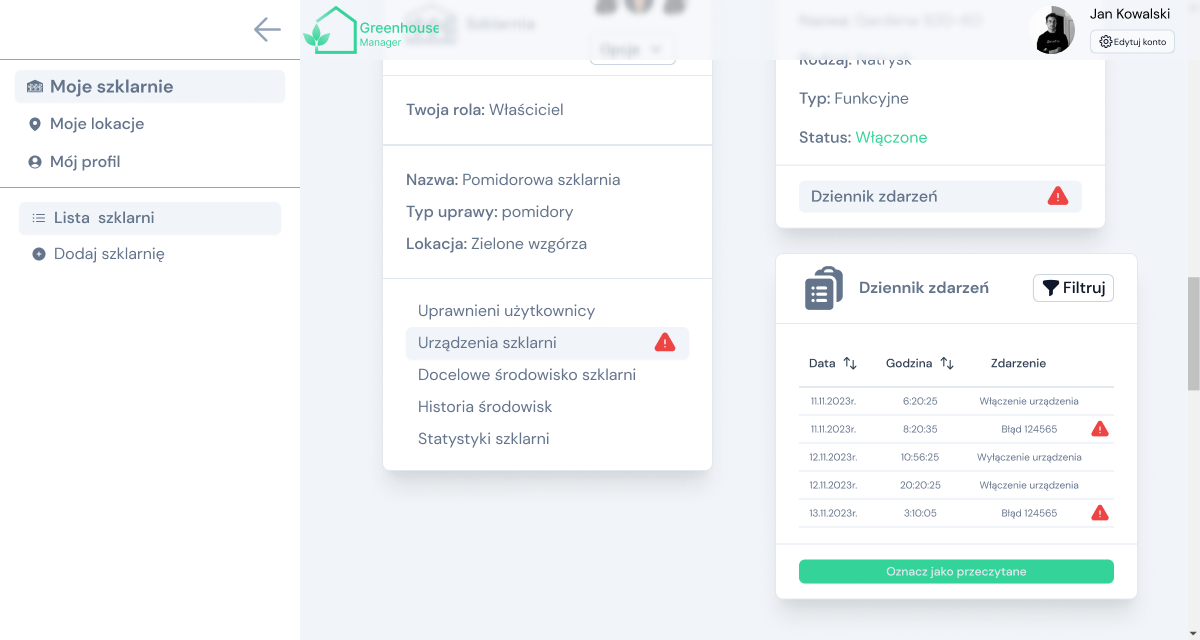 Moje szklarnie
Moje lokacje
Mój profil
Lista szklarni
Dodaj szklarnię
Greenhouse
Manager
Szklarnia
Opcje
Jan Kowalski
Edytuj konto
Twoja rola: Właściciel
Nazwa: Pomidorowa szklarnia
Typ uprawy: pomidory
Lokacja: Zielone wzgórza
Uprawnieni użytkownicy
Urządzenia szklarni
Docelowe środowisko szklarni
Historia środowisk
Statystyki szklarni
Rodzaj: Natrysk
Typ: Funkcyjne
Status: Włączone
Dziennik zdarzeń
Dziennik zdarzeń
Filtruj
Data Godzina Zdarzenie
11.11.2023r. 6:20:25 Włączenie urządzenia
11.11.2023r. 8:20:35 Błąd 124565
12.11.2023r. 10:56:25 Wyłączenie urządzenia
12.11.2023r. 20:20:25 Włączenie urządzenia
13.11.2023r. 3:10:05 Błąd 124565
Oznacz jako przeczytane